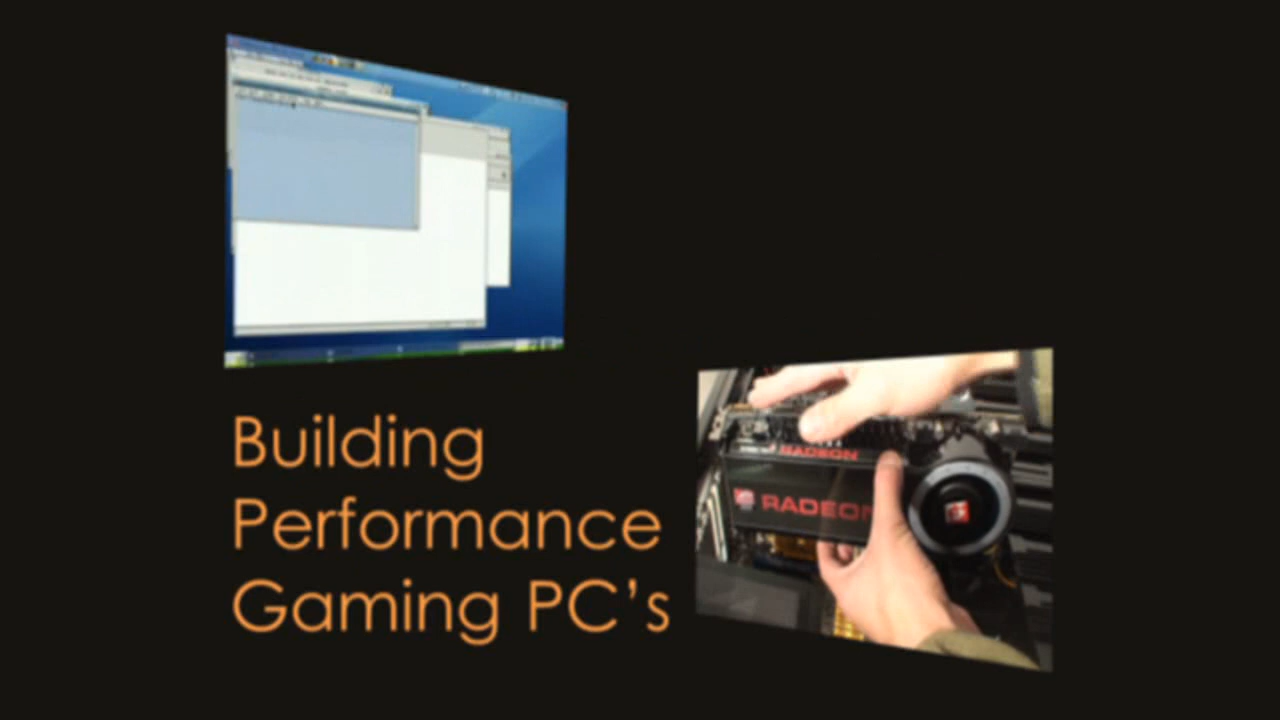 Building
Performance
Gaming PC’s
RADEON
RADEON